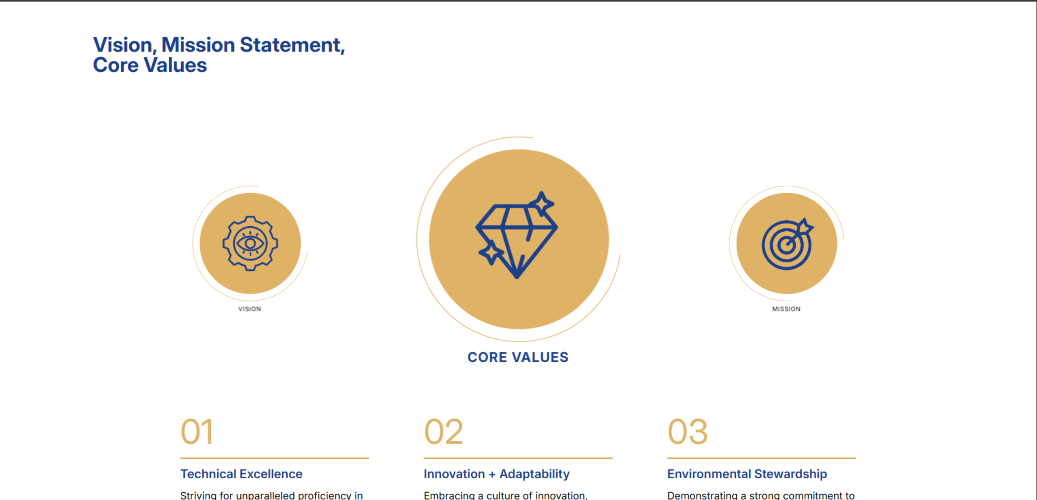 Vision, Mission Statement,
Core Values
VISION
CORE VALUES
MISSION
01
Technical Excellence
Striving for unparalleled proficiency in
02
Innovation + Adaptability
Embracing a culture of innovation,
03
Environmental Stewardship
Demonstrating a strong commitment to